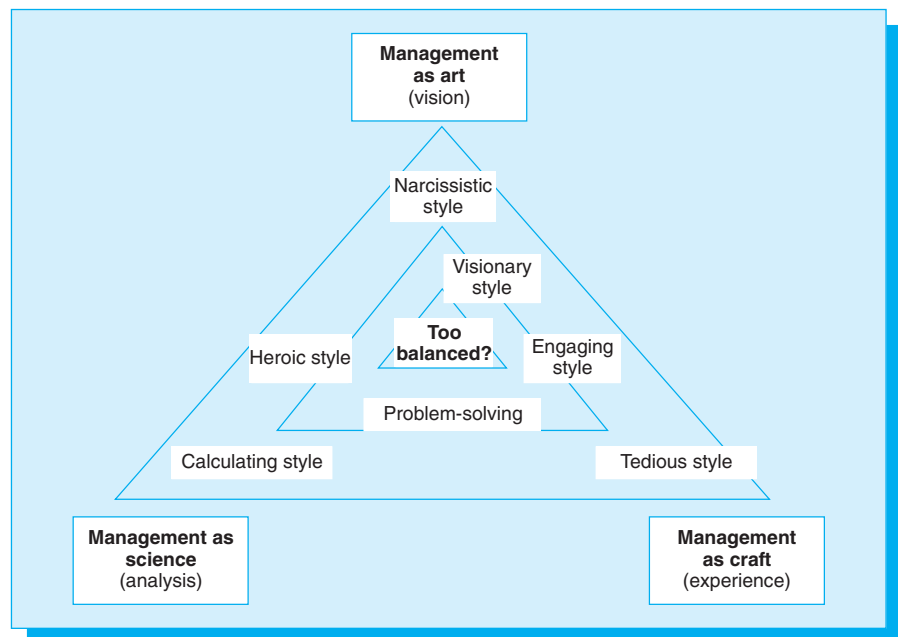 Management
as art
(vision)
Narcissistic
style
Visionary
style
Too
balanced?
Heroic style
Engaging
style
Problem-solving
Calculating style
Tedious style
Management as
science
(analysis)
Management
as craft
(experience)